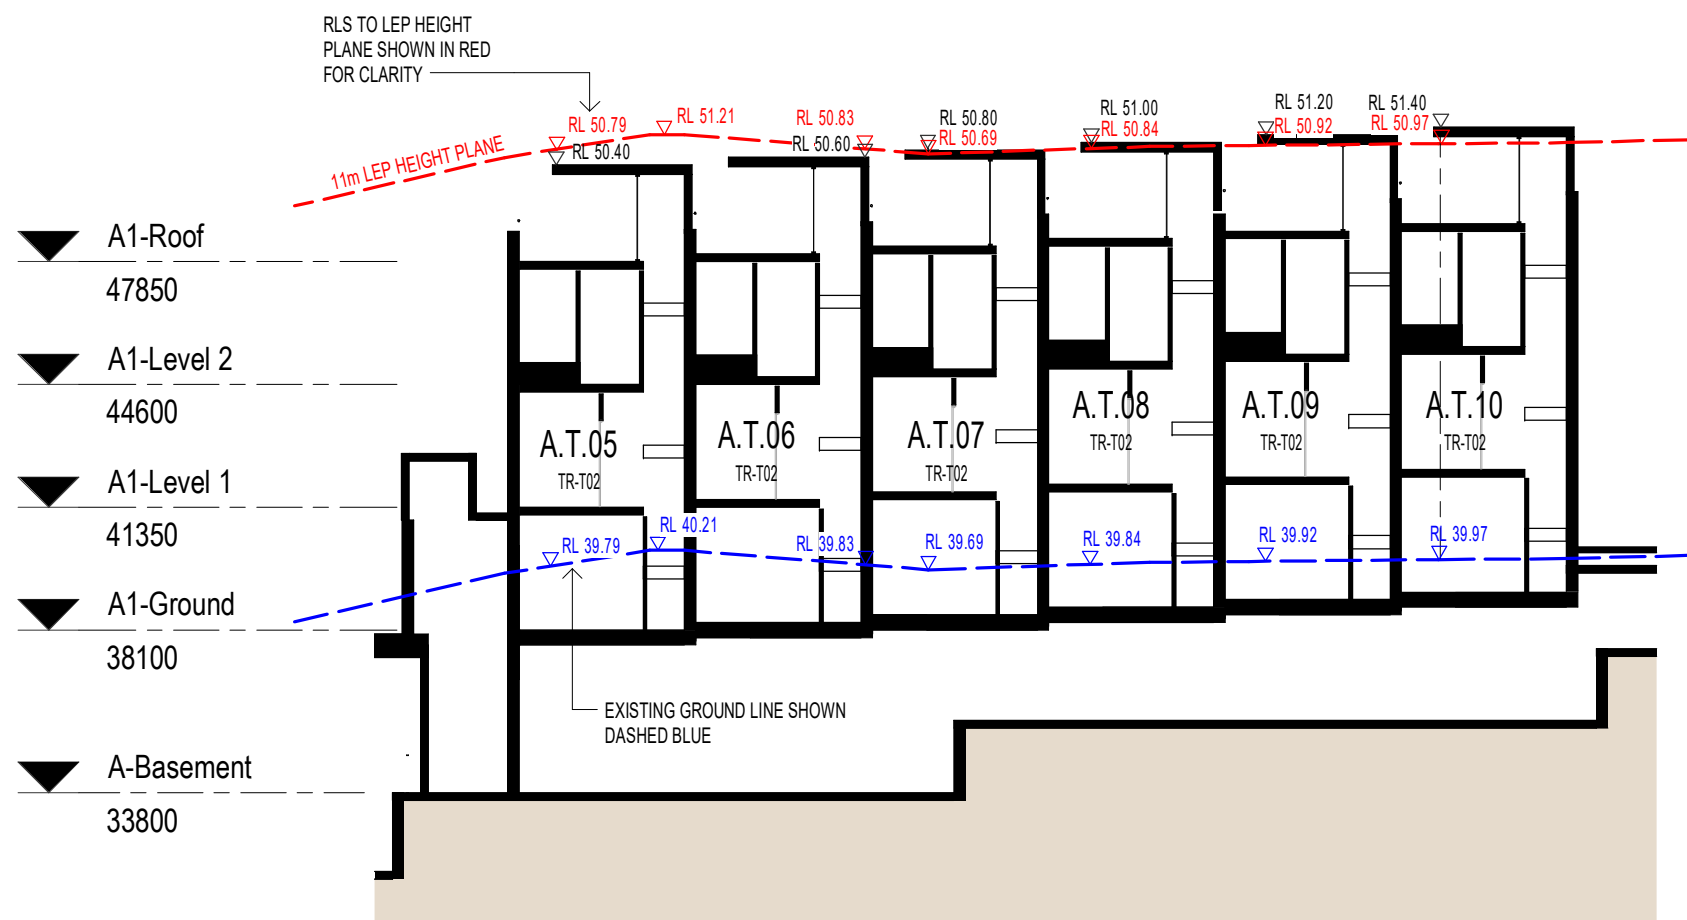 RLS TO LEP HEIGHT
PLANE SHOWN IN RED
FOR CLARITY
RL 50.79
RL 51.21
RL 50.83
RL 50.80
RL 51.00
RL 51.20
RL 51.40
RL 50.40
RL 50.60
RL 50.69
RL 50.84
RL 50.92
RL 50.97
11m LEP HEIGHT PLANE
A1-Roof
47850
A1-Level 2
44600
A.T.05
TR-T02
A.T.06
TR-T02
A.T.07
TR-T02
A.T.08
TR-T02
A.T.09
TR-T02
A.T.10
TR-T02
A1-Level 1
41350
RL 39.79
RL 40.21
RL 39.83
RL 39.69
RL 39.84
RL 39.92
RL 39.97
A1-Ground
38100
EXISTING GROUND LINE SHOWN
DASHED BLUE
A-Basement
33800